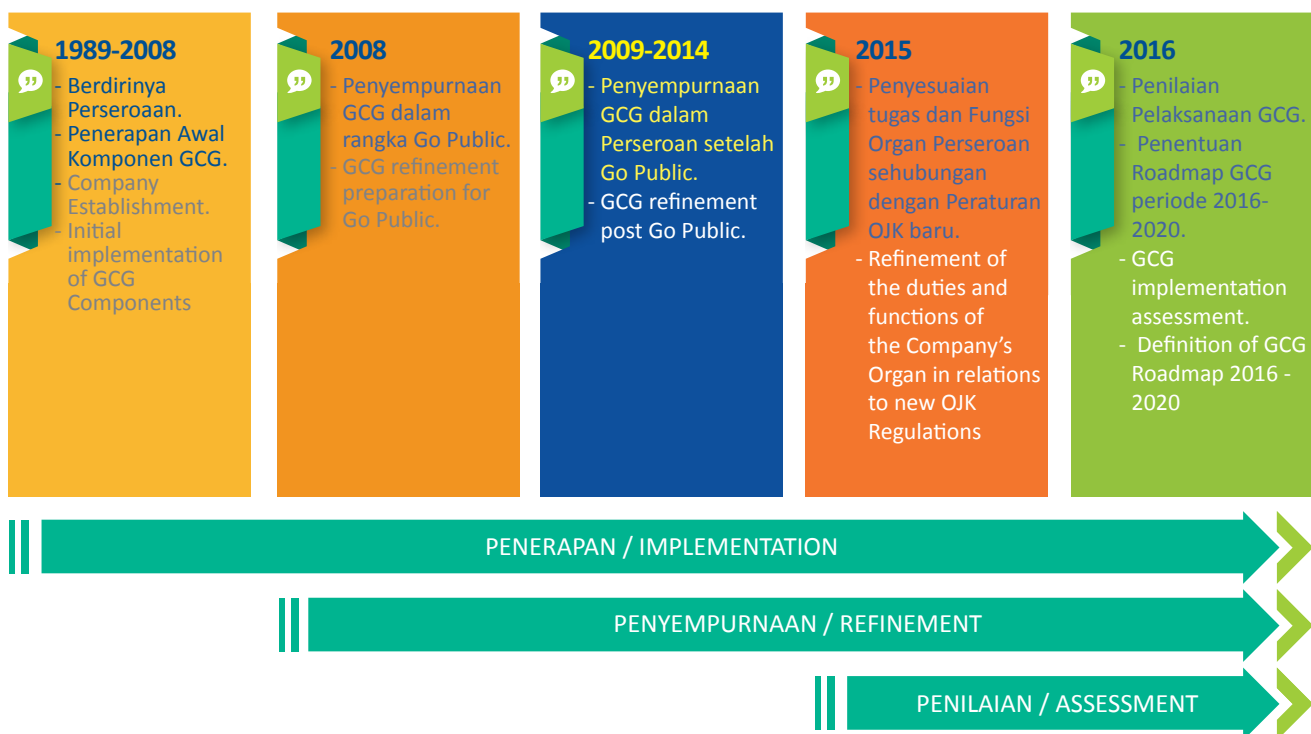 1989-2008
- Berdirinya
Perseroaan.
- Penerapan Awal
Komponen GCG.
- Company
Establishment.
- Initial
implementation
of GCG
Components
2008
- Penyempurnaan
GCG dalam
rangka Go Public.
- GCG refinement
preparation for
Go Public.
2009-2014
- Penyempurnaan
GCG dalam
Perseroan setelah
Go Public.
- GCG refinement
post Go Public.
2015
- Penyesuaian
tugas dan Fungsi
Organ Perseroan
sehubungan
dengan Peraturan
OJK baru.
- Refinement of
the duties and
functions of
the Company’s
Organ in relations
to new OJK
Regulations
2016
- Penilaian
Pelaksanaan GCG.
- Penentuan
Roadmap GCG
periode 2016-
2020.
- GCG
implementation
assessment.
- Definition of GCG
Roadmap 2016 -
2020
PENERAPAN / IMPLEMENTATION
PENYEMPURNAAN / REFINEMENT
PENILAIAN / ASSESSMENT